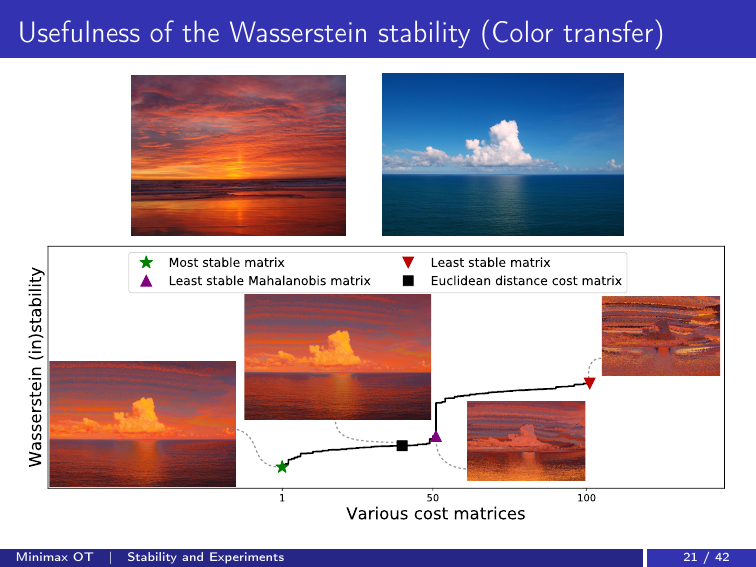 Usefulness of the Wasserstein stability (Color transfer)
Most stable matrix
Least stable matrix
Least stable Mahalanobis matrix
Euclidean distance cost matrix
Wasserstein (in)stability
1
50
100
Various cost matrices
Minimax OT | Stability and Experiments
21 / 42